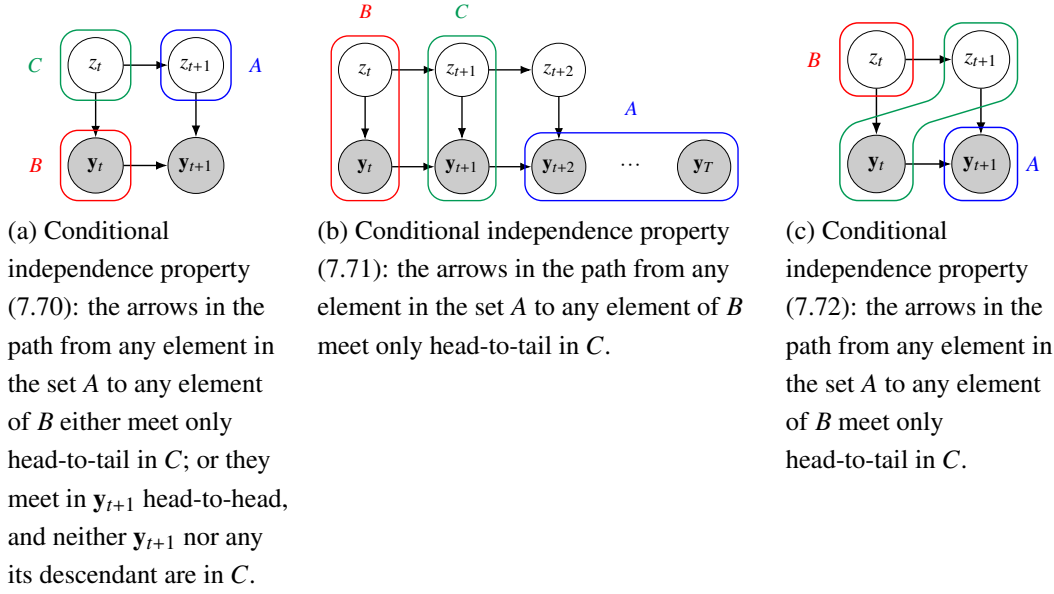 B C
C z_t z_{t+1} A z_t z_{t+1} z_{t+2} B z_t z_{t+1}
A
B y_t y_{t+1} y_t y_{t+1} y_{t+2} ... y_T y_t y_{t+1} A
(a) Conditional
independence property
(7.70): the arrows in the
path from any element in
the set A to any element
of B either meet only
head-to-tail in C; or they
meet in y_{t+1} head-to-head,
and neither y_{t+1} nor any
its descendant are in C.
(b) Conditional independence property
(7.71): the arrows in the path from any
element in the set A to any element of B
meet only head-to-tail in C.
(c) Conditional
independence property
(7.72): the arrows in the
path from any element in
the set A to any element
of B meet only
head-to-tail in C.